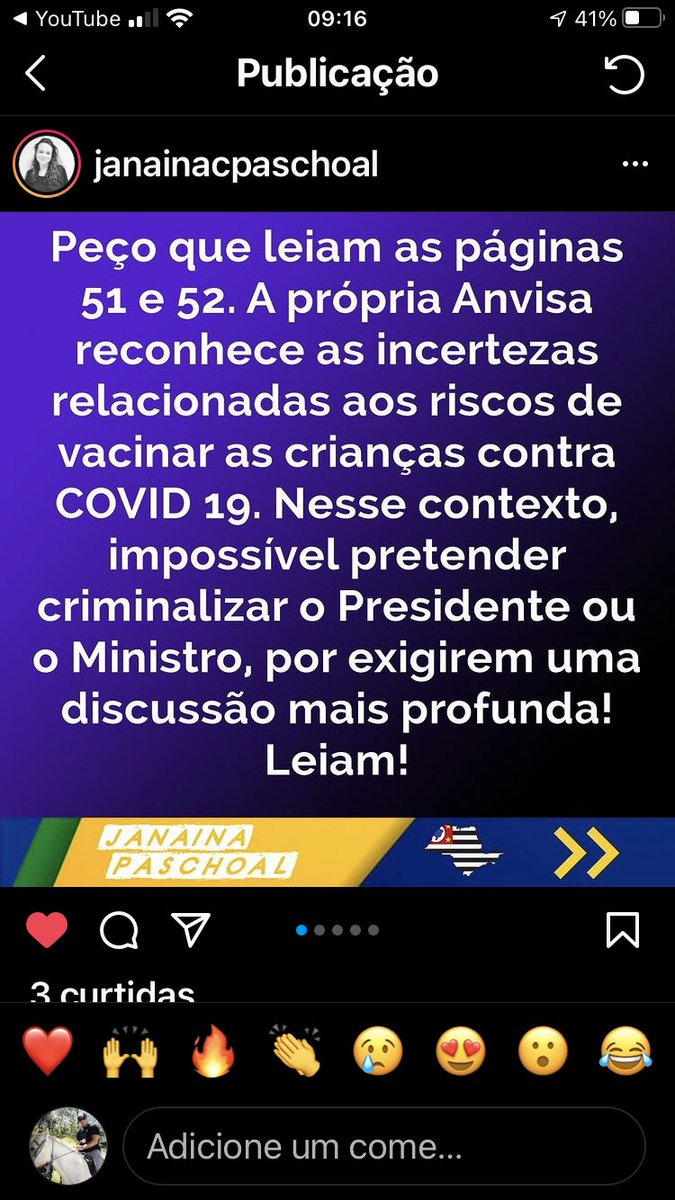 YouTube 09:16 41%
Publicação
janainacpaschoal
Peço que leiam as páginas
51 e 52. A própria Anvisa
reconhece as incertezas
relacionadas aos riscos de
vacinar as crianças contra
COVID 19. Nesse contexto,
impossível pretender
criminalizar o Presidente ou
o Ministro, por exigirem uma
discussão mais profunda!
Leiam!
JANAINA
PASCHOAL
3 curtidas
Adicione um come...